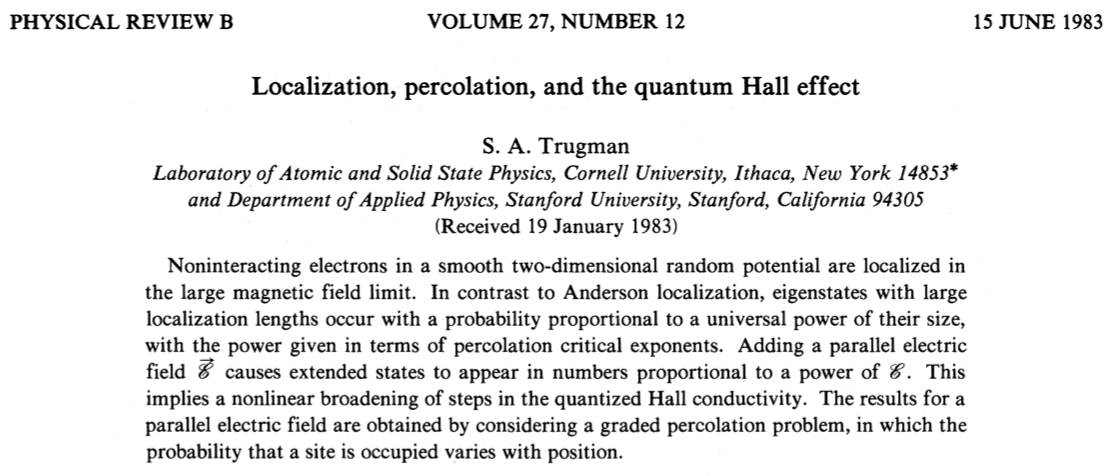 PHYSICAL REVIEW B VOLUME 27, NUMBER 12 15 JUNE 1983
Localization, percolation, and the quantum Hall effect
S. A. Trugman
Laboratory of Atomic and Solid State Physics, Cornell University, Ithaca, New York 14853*
and Department of Applied Physics, Stanford University, Stanford, California 94305
(Received 19 January 1983)
Noninteracting electrons in a smooth two-dimensional random potential are localized in
the large magnetic field limit. In contrast to Anderson localization, eigenstates with large
localization lengths occur with a probability proportional to a universal power of their size,
with the power given in terms of percolation critical exponents. Adding a parallel electric
field ℰ⃗ causes extended states to appear in numbers proportional to a power of ℰ. This
implies a nonlinear broadening of steps in the quantized Hall conductivity. The results for a
parallel electric field are obtained by considering a graded percolation problem, in which the
probability that a site is occupied varies with position.